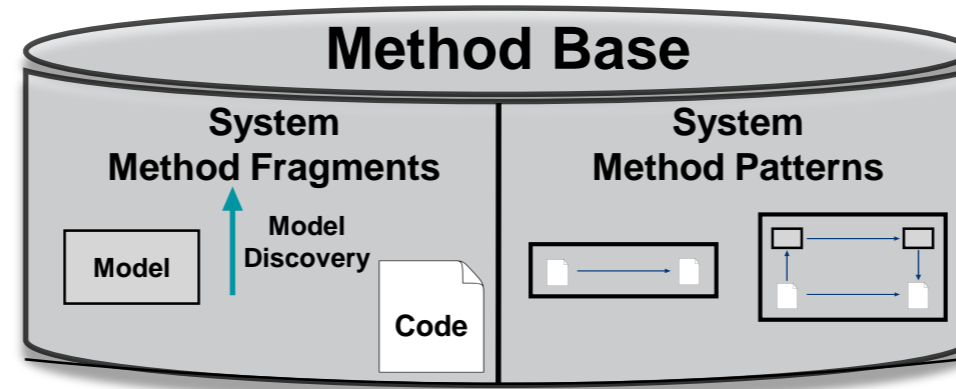 Method Base
System
Method Fragments
Model
Discovery
Model
Code
System
Method Patterns